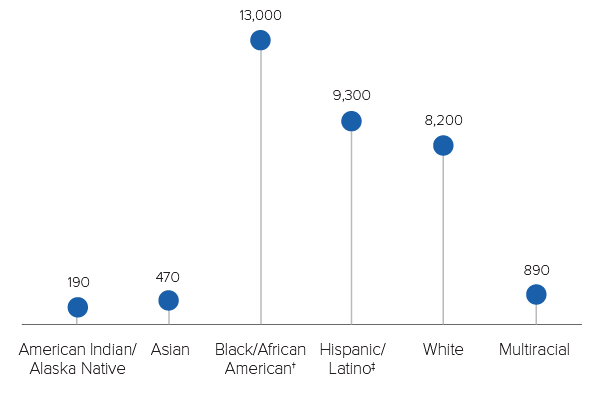 13,000
9,300
8,200
190
470
890
American Indian/
Alaska Native
Asian
Black/African
American†
Hispanic/
Latino‡
White
Multiracial